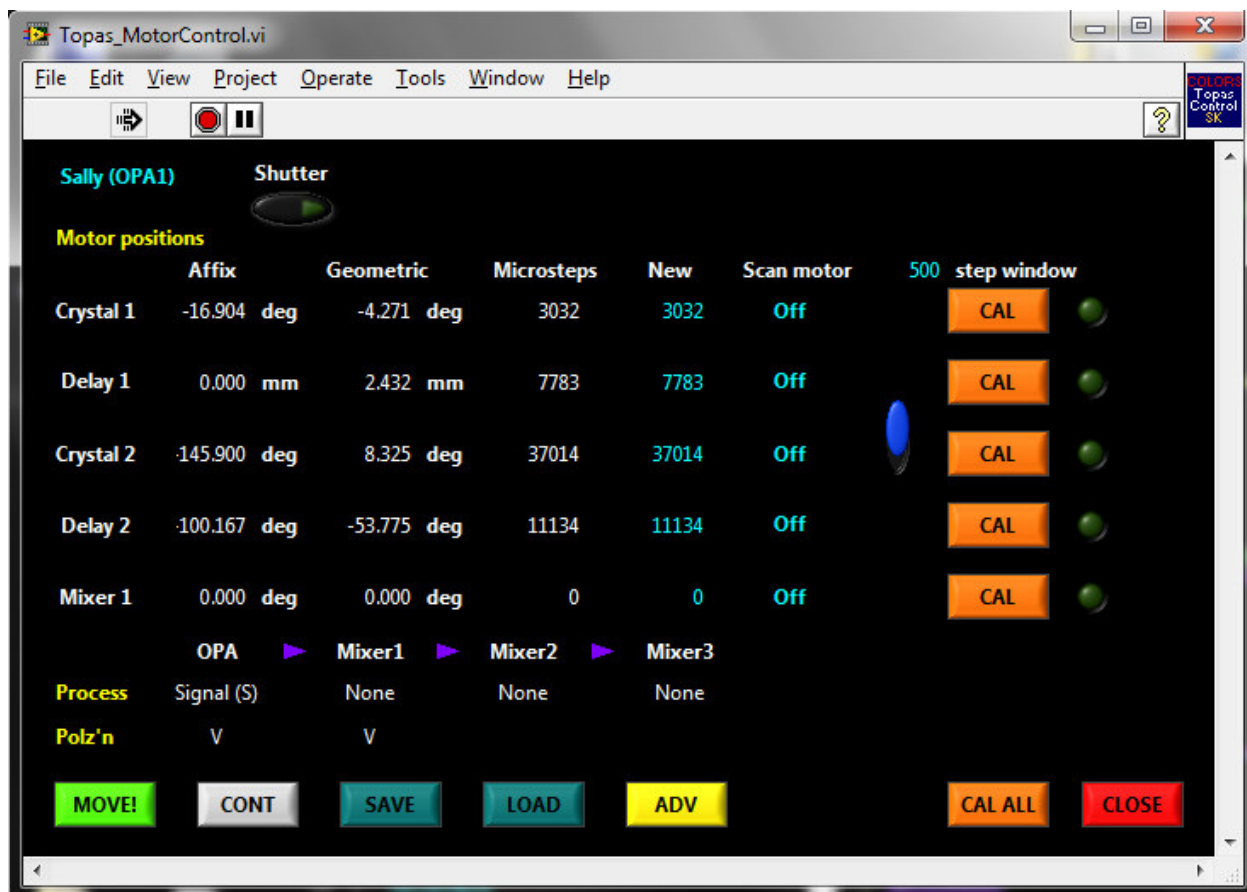 Topas_MotorControl.vi
File Edit View Project Operate Tools Window Help
COLORS
Topas
Control
SK
?
Sally (OPA1) Shutter
Motor positions
Affix Geometric Microsteps New Scan motor 500 step window
Crystal 1 -16.904 deg -4.271 deg 3032 3032 Off CAL
Delay 1 0.000 mm 2.432 mm 7783 7783 Off CAL
Crystal 2 -145.900 deg 8.325 deg 37014 37014 Off CAL
Delay 2 -100.167 deg -53.775 deg 11134 11134 Off CAL
Mixer 1 0.000 deg 0.000 deg 0 0 Off CAL
OPA Mixer1 Mixer2 Mixer3
Process Signal (S) None None None
Polz'n V V
MOVE! CONT SAVE LOAD ADV CAL ALL CLOSE